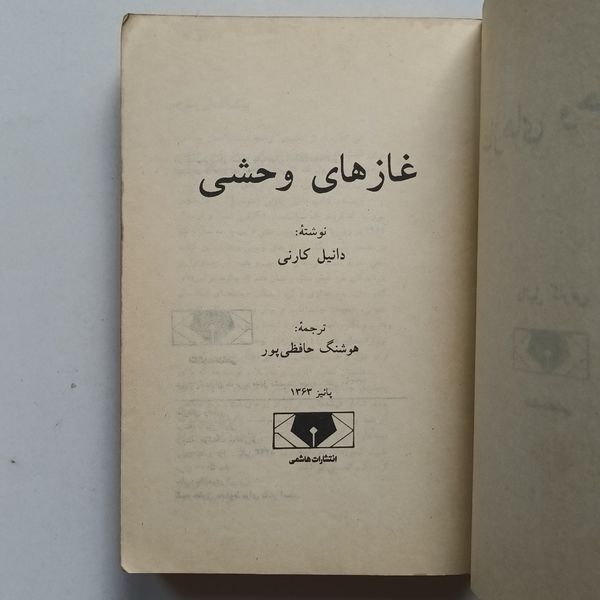 غازهای وحشی
نوشتهٔ:
دانیل کارنی
ترجمهٔ:
هوشنگ حافظی‌پور
پائیز ۱۳۶۳
انتشارات هاشمی